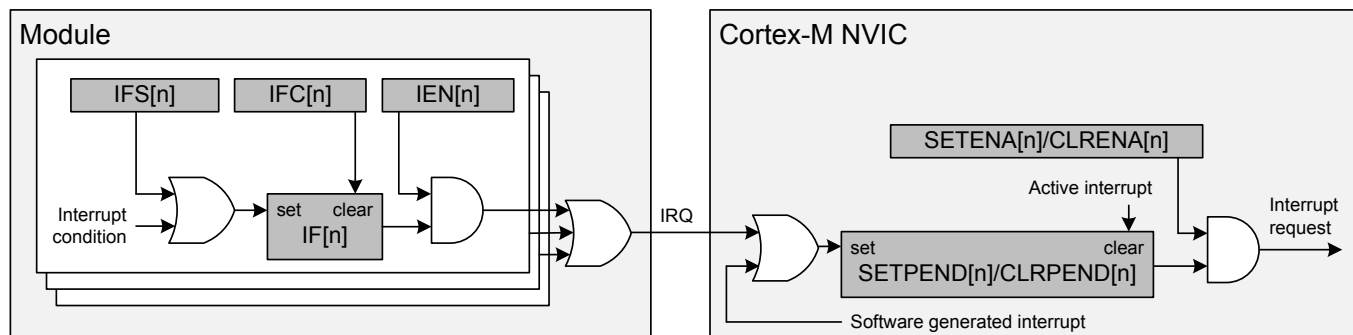 Module
Cortex-M NVIC
IFS[n]
IFC[n]
IEN[n]
SETENA[n]/CLRENA[n]
Interrupt
condition
set
clear
IF[n]
IRQ
Active interrupt
set
clear
SETPEND[n]/CLRPEND[n]
Interrupt
request
Software generated interrupt